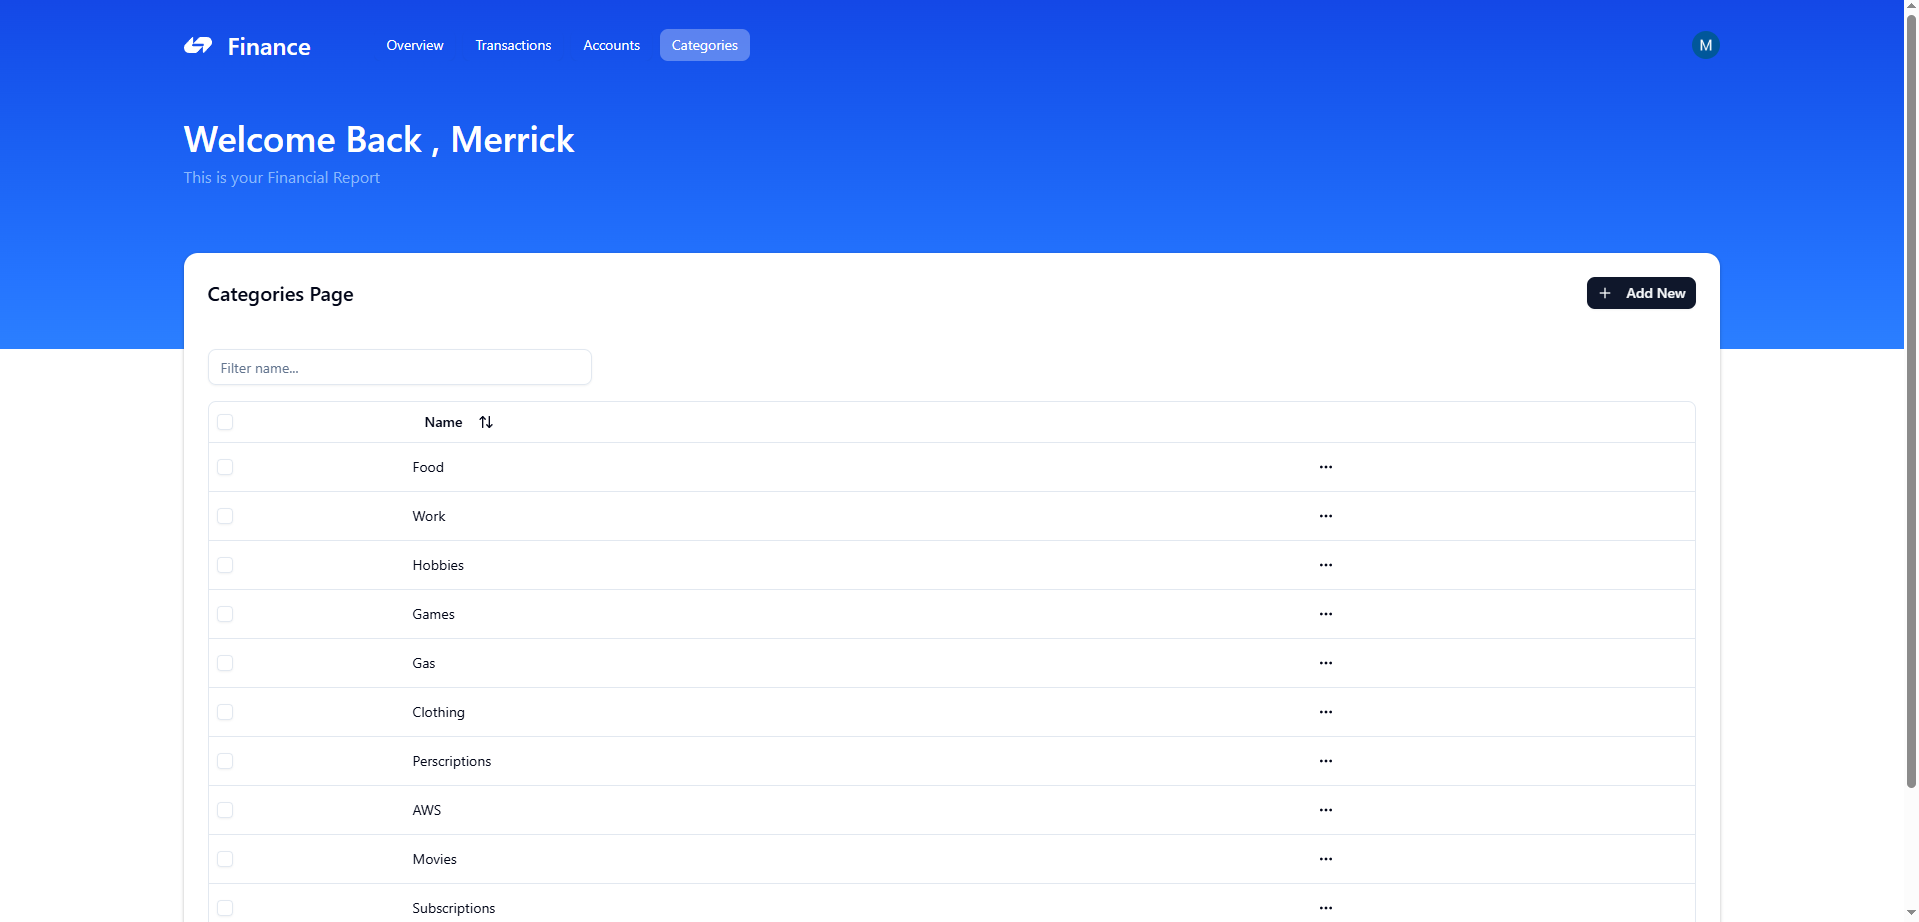 Finance
Overview
Transactions
Accounts
Categories
M
Welcome Back , Merrick
This is your Financial Report
Categories Page
Add New
Filter name...
Name
Food
Work
Hobbies
Games
Gas
Clothing
Perscriptions
AWS
Movies
Subscriptions